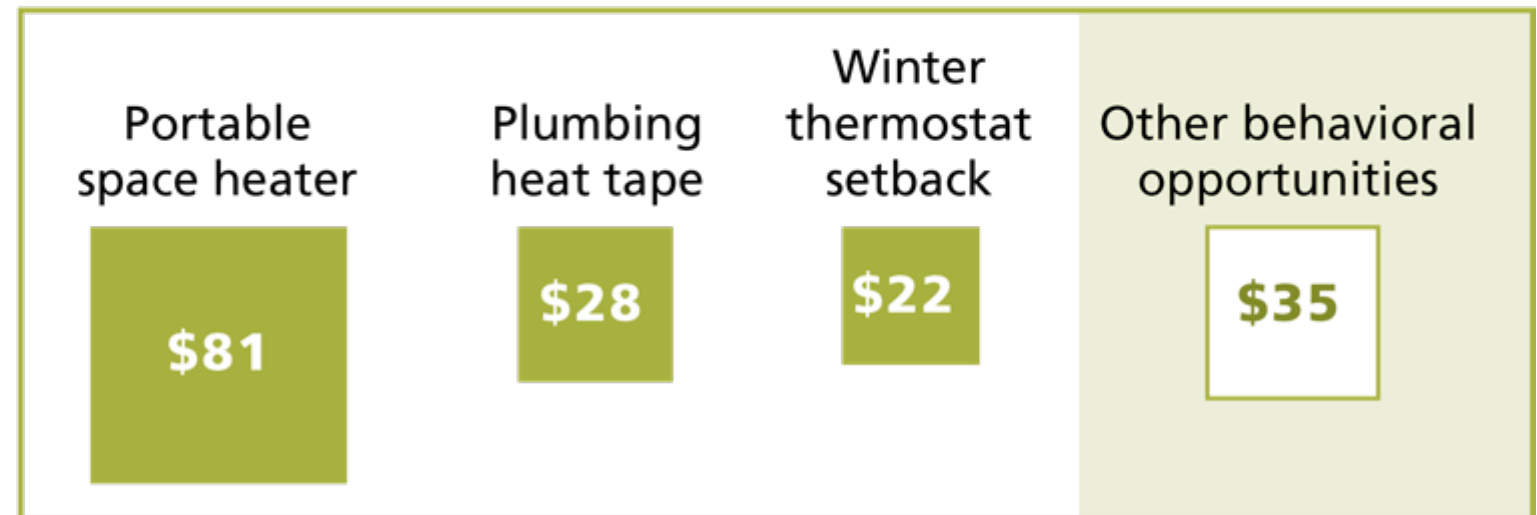 Portable
space heater
$81
Plumbing
heat tape
$28
Winter
thermostat
setback
$22
Other behavioral
opportunities
$35